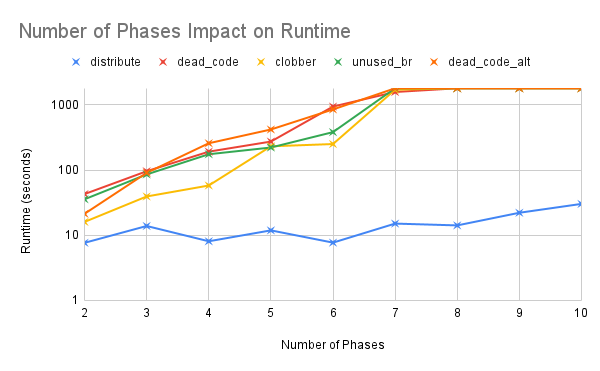 Number of Phases Impact on Runtime
distribute dead_code clobber unused_br dead_code_alt
Runtime (seconds)
1000
100
10
1
2 3 4 5 6 7 8 9 10
Number of Phases